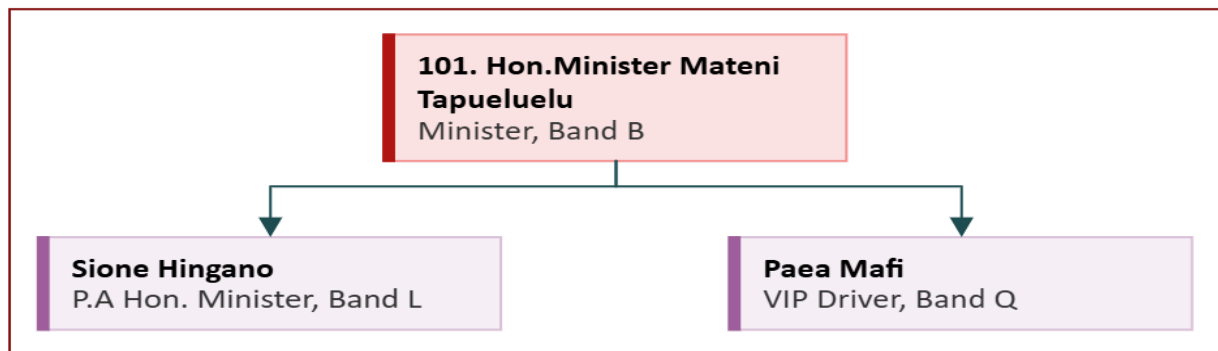 101. Hon.Minister Mateni
Tapueluelu
Minister, Band B
Sione Hingano
P.A Hon. Minister, Band L
Paea Mafi
VIP Driver, Band Q